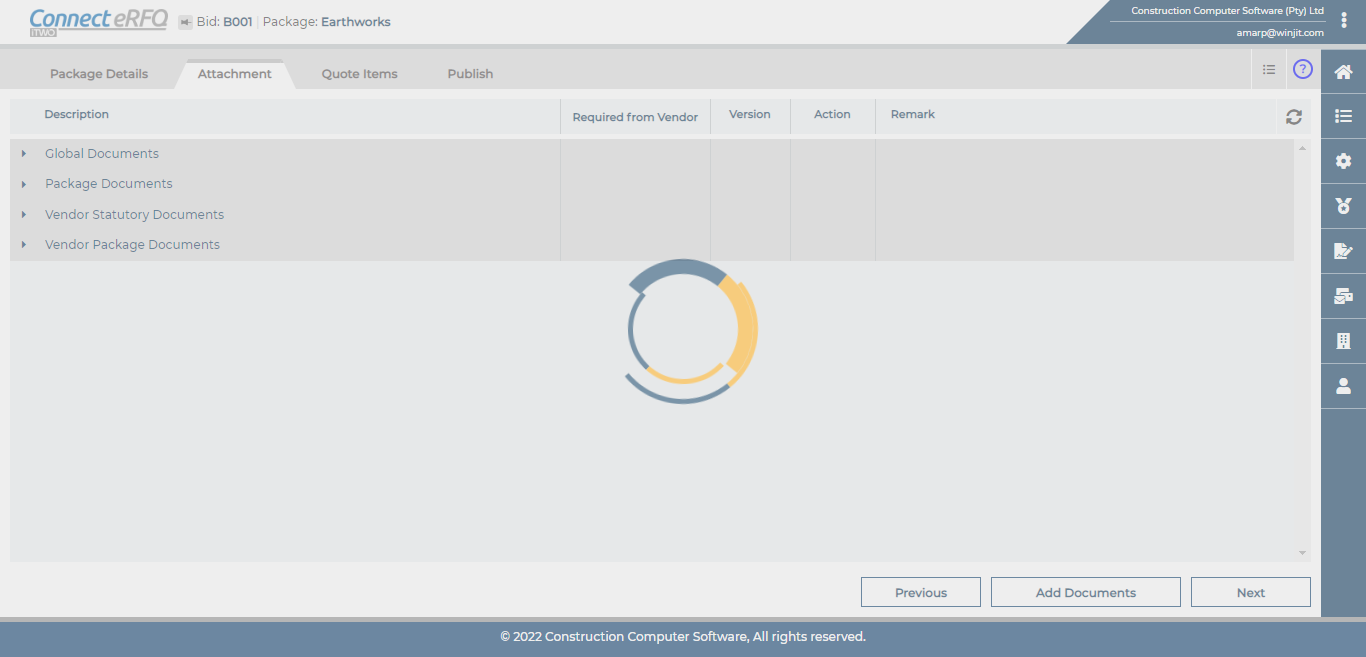 Connect eRFQ
iTWO
Bid: B001 | Package: Earthworks
Construction Computer Software (Pty) Ltd
amarp@winjit.com
Package Details Attachment Quote Items Publish
?
Description Required from Vendor Version Action Remark
Global Documents
Package Documents
Vendor Statutory Documents
Vendor Package Documents
Previous Add Documents Next
© 2022 Construction Computer Software, All rights reserved.